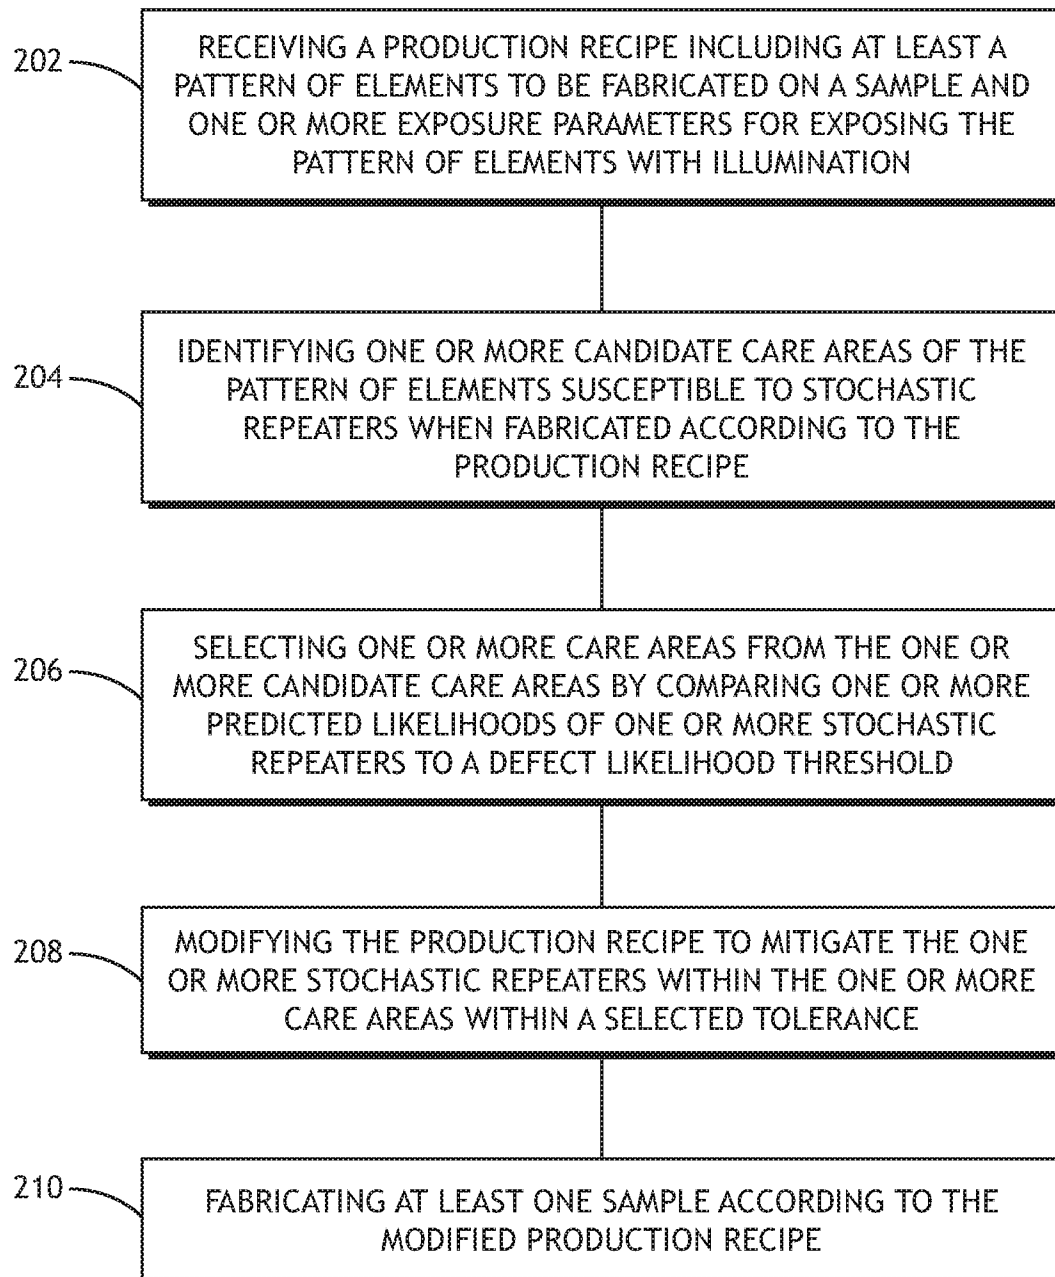 202
RECEIVING A PRODUCTION RECIPE INCLUDING AT LEAST A
PATTERN OF ELEMENTS TO BE FABRICATED ON A SAMPLE AND
ONE OR MORE EXPOSURE PARAMETERS FOR EXPOSING THE
PATTERN OF ELEMENTS WITH ILLUMINATION
204
IDENTIFYING ONE OR MORE CANDIDATE CARE AREAS OF THE
PATTERN OF ELEMENTS SUSCEPTIBLE TO STOCHASTIC
REPEATERS WHEN FABRICATED ACCORDING TO THE
PRODUCTION RECIPE
206
SELECTING ONE OR MORE CARE AREAS FROM THE ONE OR
MORE CANDIDATE CARE AREAS BY COMPARING ONE OR MORE
PREDICTED LIKELIHOODS OF ONE OR MORE STOCHASTIC
REPEATERS TO A DEFECT LIKELIHOOD THRESHOLD
208
MODIFYING THE PRODUCTION RECIPE TO MITIGATE THE ONE
OR MORE STOCHASTIC REPEATERS WITHIN THE ONE OR MORE
CARE AREAS WITHIN A SELECTED TOLERANCE
210
FABRICATING AT LEAST ONE SAMPLE ACCORDING TO THE
MODIFIED PRODUCTION RECIPE